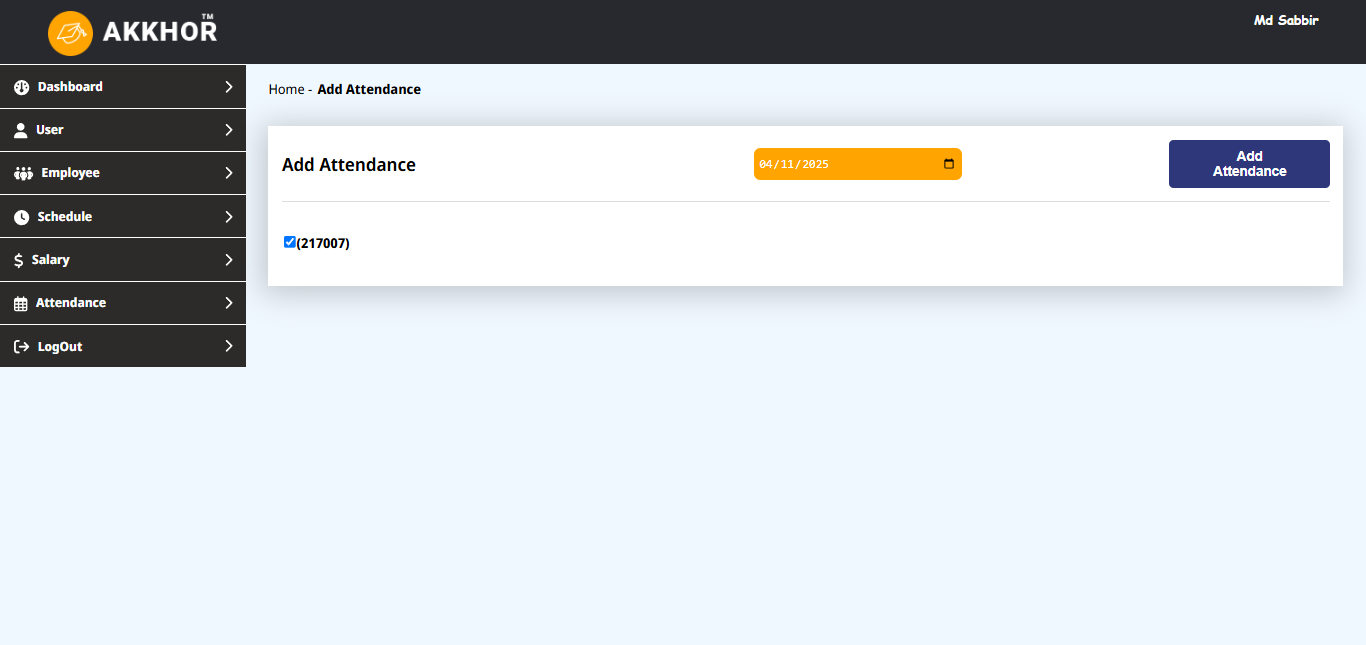 AKKHOR™
Md Sabbir
Dashboard
User
Employee
Schedule
Salary
Attendance
LogOut
Home - Add Attendance
Add Attendance
04/11/2025
Add
Attendance
(217007)